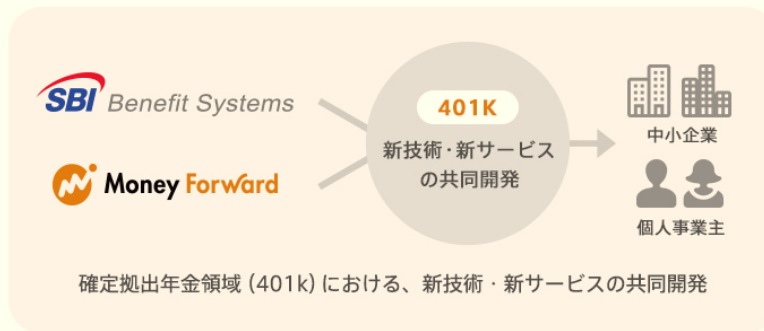 SBI Benefit Systems
Money Forward
401K
新技術・新サービス
の共同開発
中小企業
個人事業主
確定拠出年金領域（401k）における、新技術・新サービスの共同開発